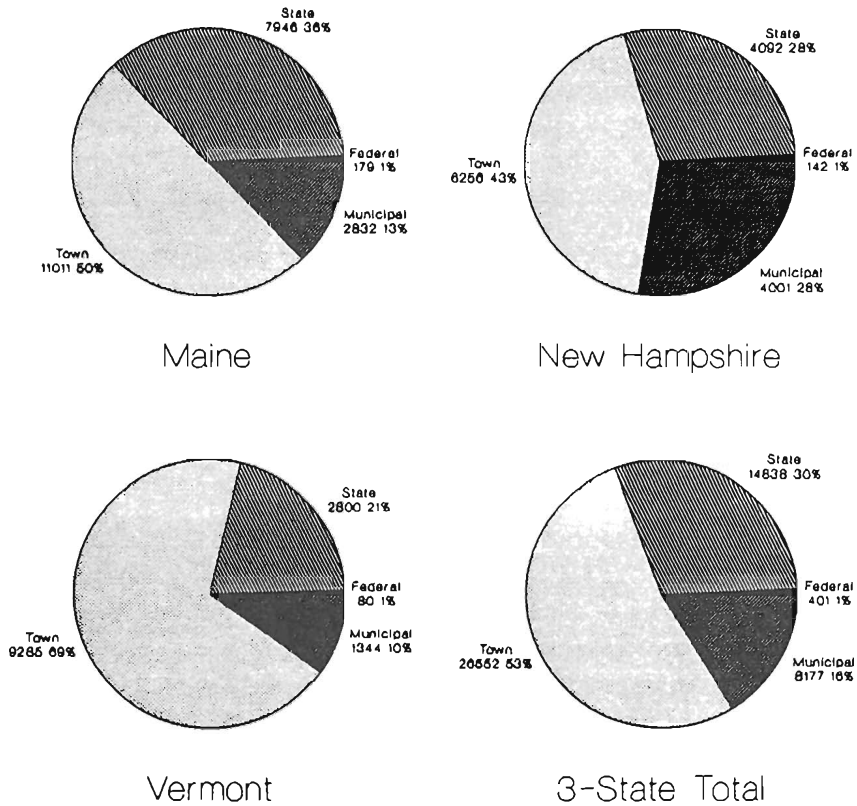 State
7946 36%
Federal
179 1%
Municipal
2832 13%
Town
11011 50%
Maine
State
4092 28%
Federal
142 1%
Municipal
4001 28%
Town
6256 43%
New Hampshire
State
2800 21%
Federal
80 1%
Municipal
1344 10%
Town
9285 69%
Vermont
State
14838 30%
Federal
401 1%
Municipal
8177 16%
Town
26552 53%
3-State Total